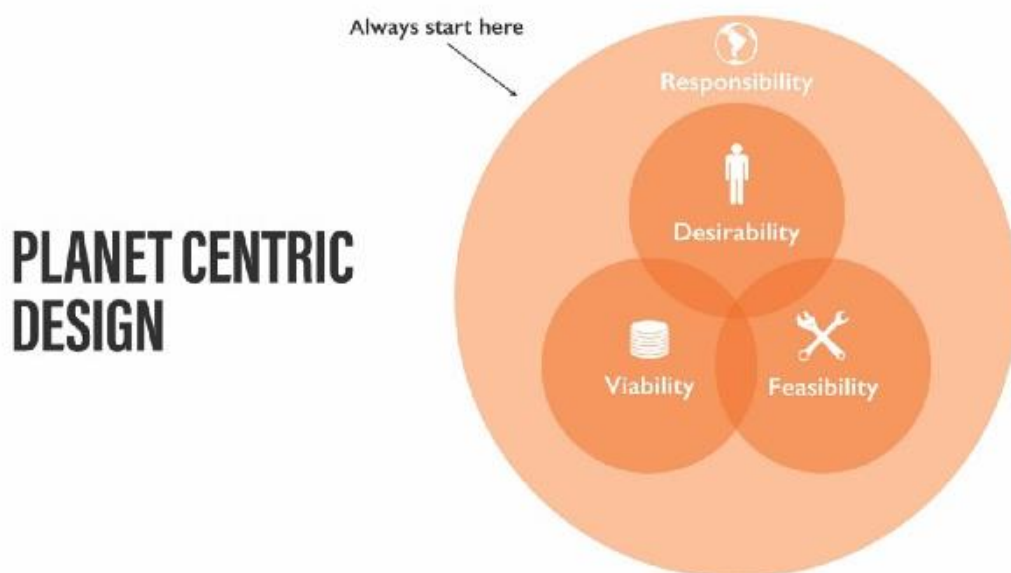 Always start here
Responsibility
Desirability
PLANET CENTRIC
DESIGN
Viability
Feasibility